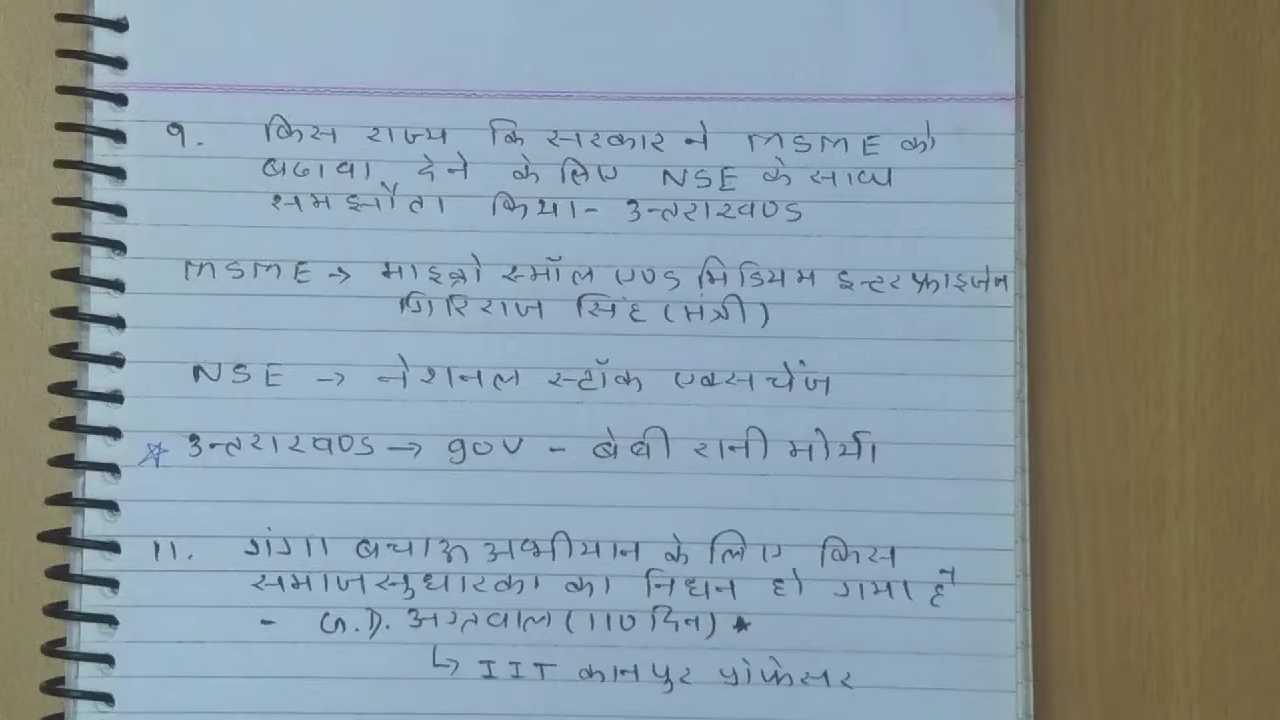 9. किस राज्य कि सरकार ने MSME को
बढावा देने के लिए NSE के साथ
समझौता किया - उत्तराखण्ड
MSME → माइक्रो स्मॉल एण्ड मिडियम इन्टरप्राइजेज
गिरिराज सिंह (मंत्री)
NSE → नेशनल स्टॉक एक्सचेंज
☆ उत्तराखण्ड → gov - बेबी रानी मोर्या
11. गंगा बचाऊ अभीयान के लिए किस
समाजसुधारका का निधन हो गया है
- G.D. अग्रवाल (110 दिन) ★
↳ IIT कानपुर प्रोफेसर